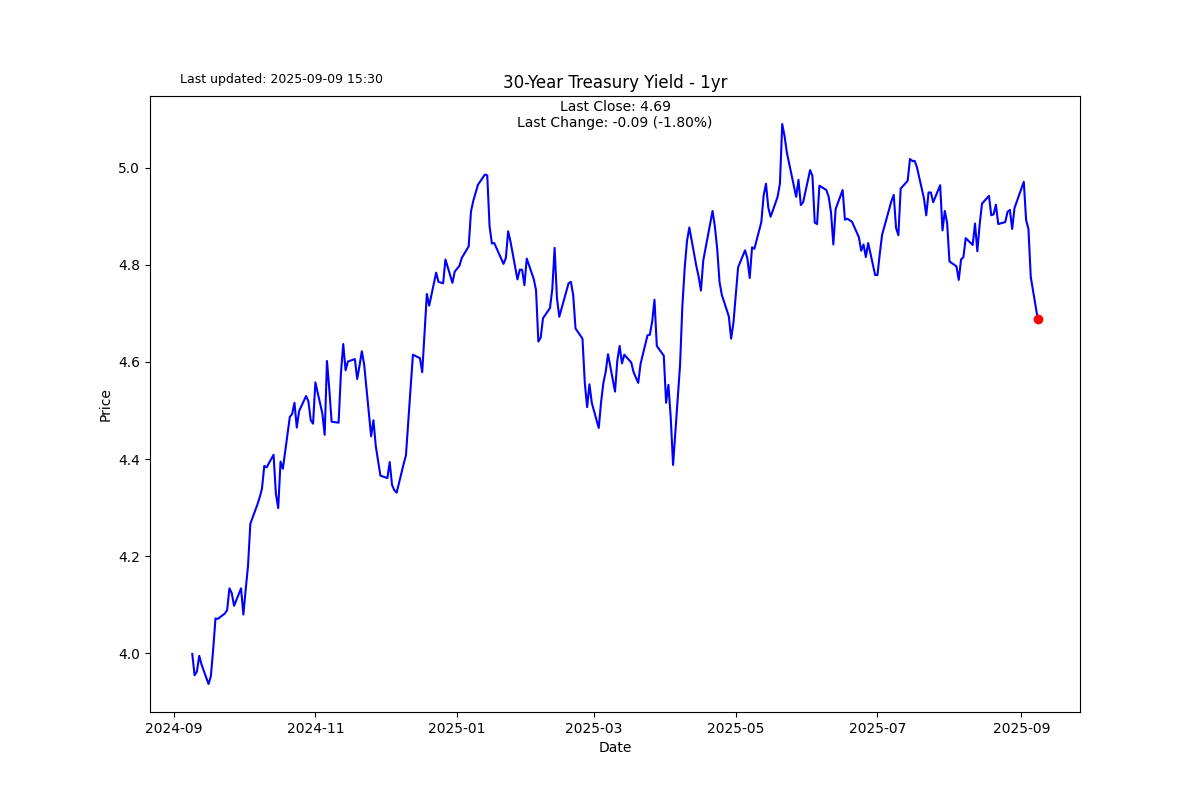 Last updated: 2025-09-09 15:30
30-Year Treasury Yield - 1yr
Last Close: 4.69
Last Change: -0.09 (-1.80%)
Price
5.0
4.8
4.6
4.4
4.2
4.0
2024-09 2024-11 2025-01 2025-03 2025-05 2025-07 2025-09
Date